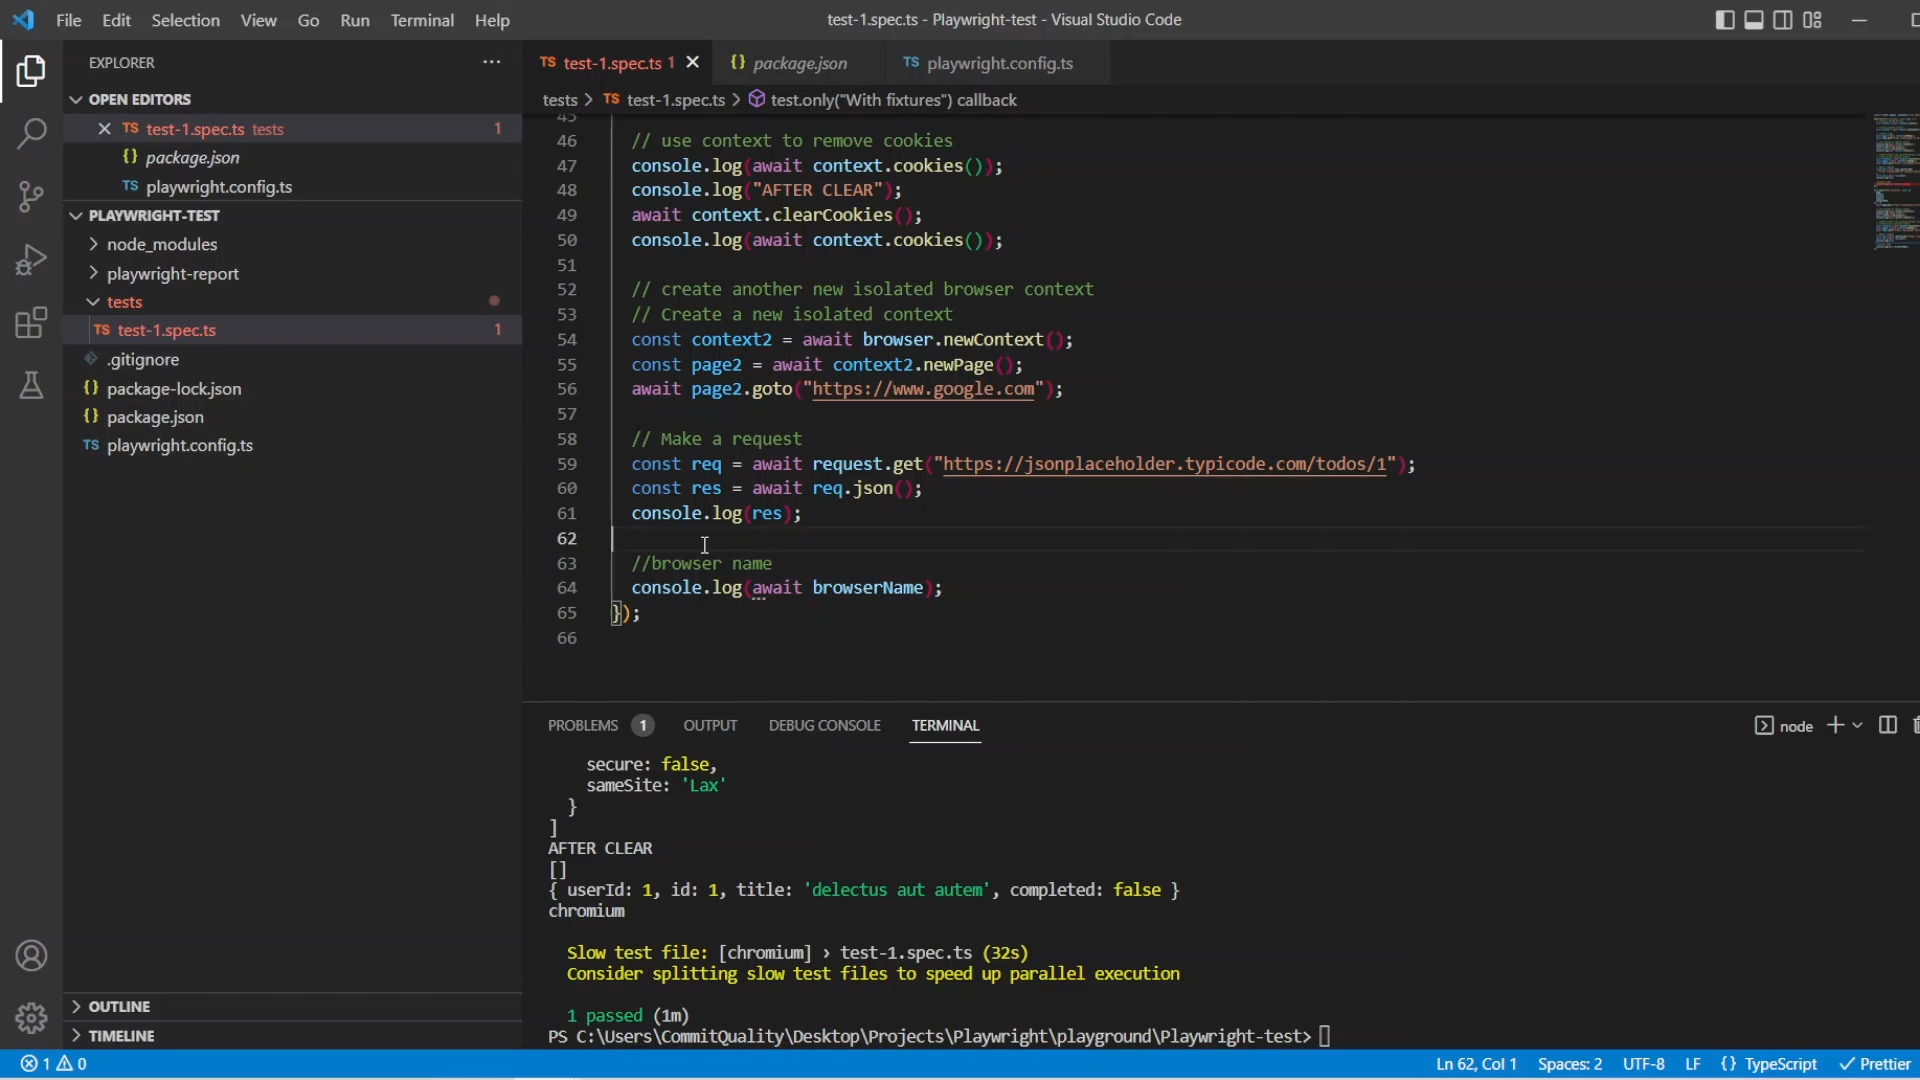 File Edit Selection View Go Run Terminal Help
test-1.spec.ts - Playwright-test - Visual Studio Code
EXPLORER
OPEN EDITORS
TS test-1.spec.ts tests 1
{} package.json
TS playwright.config.ts
PLAYWRIGHT-TEST
node_modules
playwright-report
tests
TS test-1.spec.ts 1
.gitignore
{} package-lock.json
{} package.json
TS playwright.config.ts
OUTLINE
TIMELINE
TS test-1.spec.ts 1 {} package.json TS playwright.config.ts
tests > TS test-1.spec.ts > test.only("With fixtures") callback
45
46 // use context to remove cookies
47 console.log(await context.cookies());
48 console.log("AFTER CLEAR");
49 await context.clearCookies();
50 console.log(await context.cookies());
51
52 // create another new isolated browser context
53 // Create a new isolated context
54 const context2 = await browser.newContext();
55 const page2 = await context2.newPage();
56 await page2.goto("https://www.google.com");
57
58 // Make a request
59 const req = await request.get("https://jsonplaceholder.typicode.com/todos/1");
60 const res = await req.json();
61 console.log(res);
62
63 //browser name
64 console.log(await browserName);
65 });
66
PROBLEMS 1 OUTPUT DEBUG CONSOLE TERMINAL
node
secure: false,
sameSite: 'Lax'
}
]
AFTER CLEAR
[]
{ userId: 1, id: 1, title: 'delectus aut autem', completed: false }
chromium
Slow test file: [chromium] › test-1.spec.ts (32s)
Consider splitting slow test files to speed up parallel execution
1 passed (1m)
PS C:\Users\CommitQuality\Desktop\Projects\Playwright\playground\Playwright-test>
1 0
Ln 62, Col 1 Spaces: 2 UTF-8 LF {} TypeScript Prettier